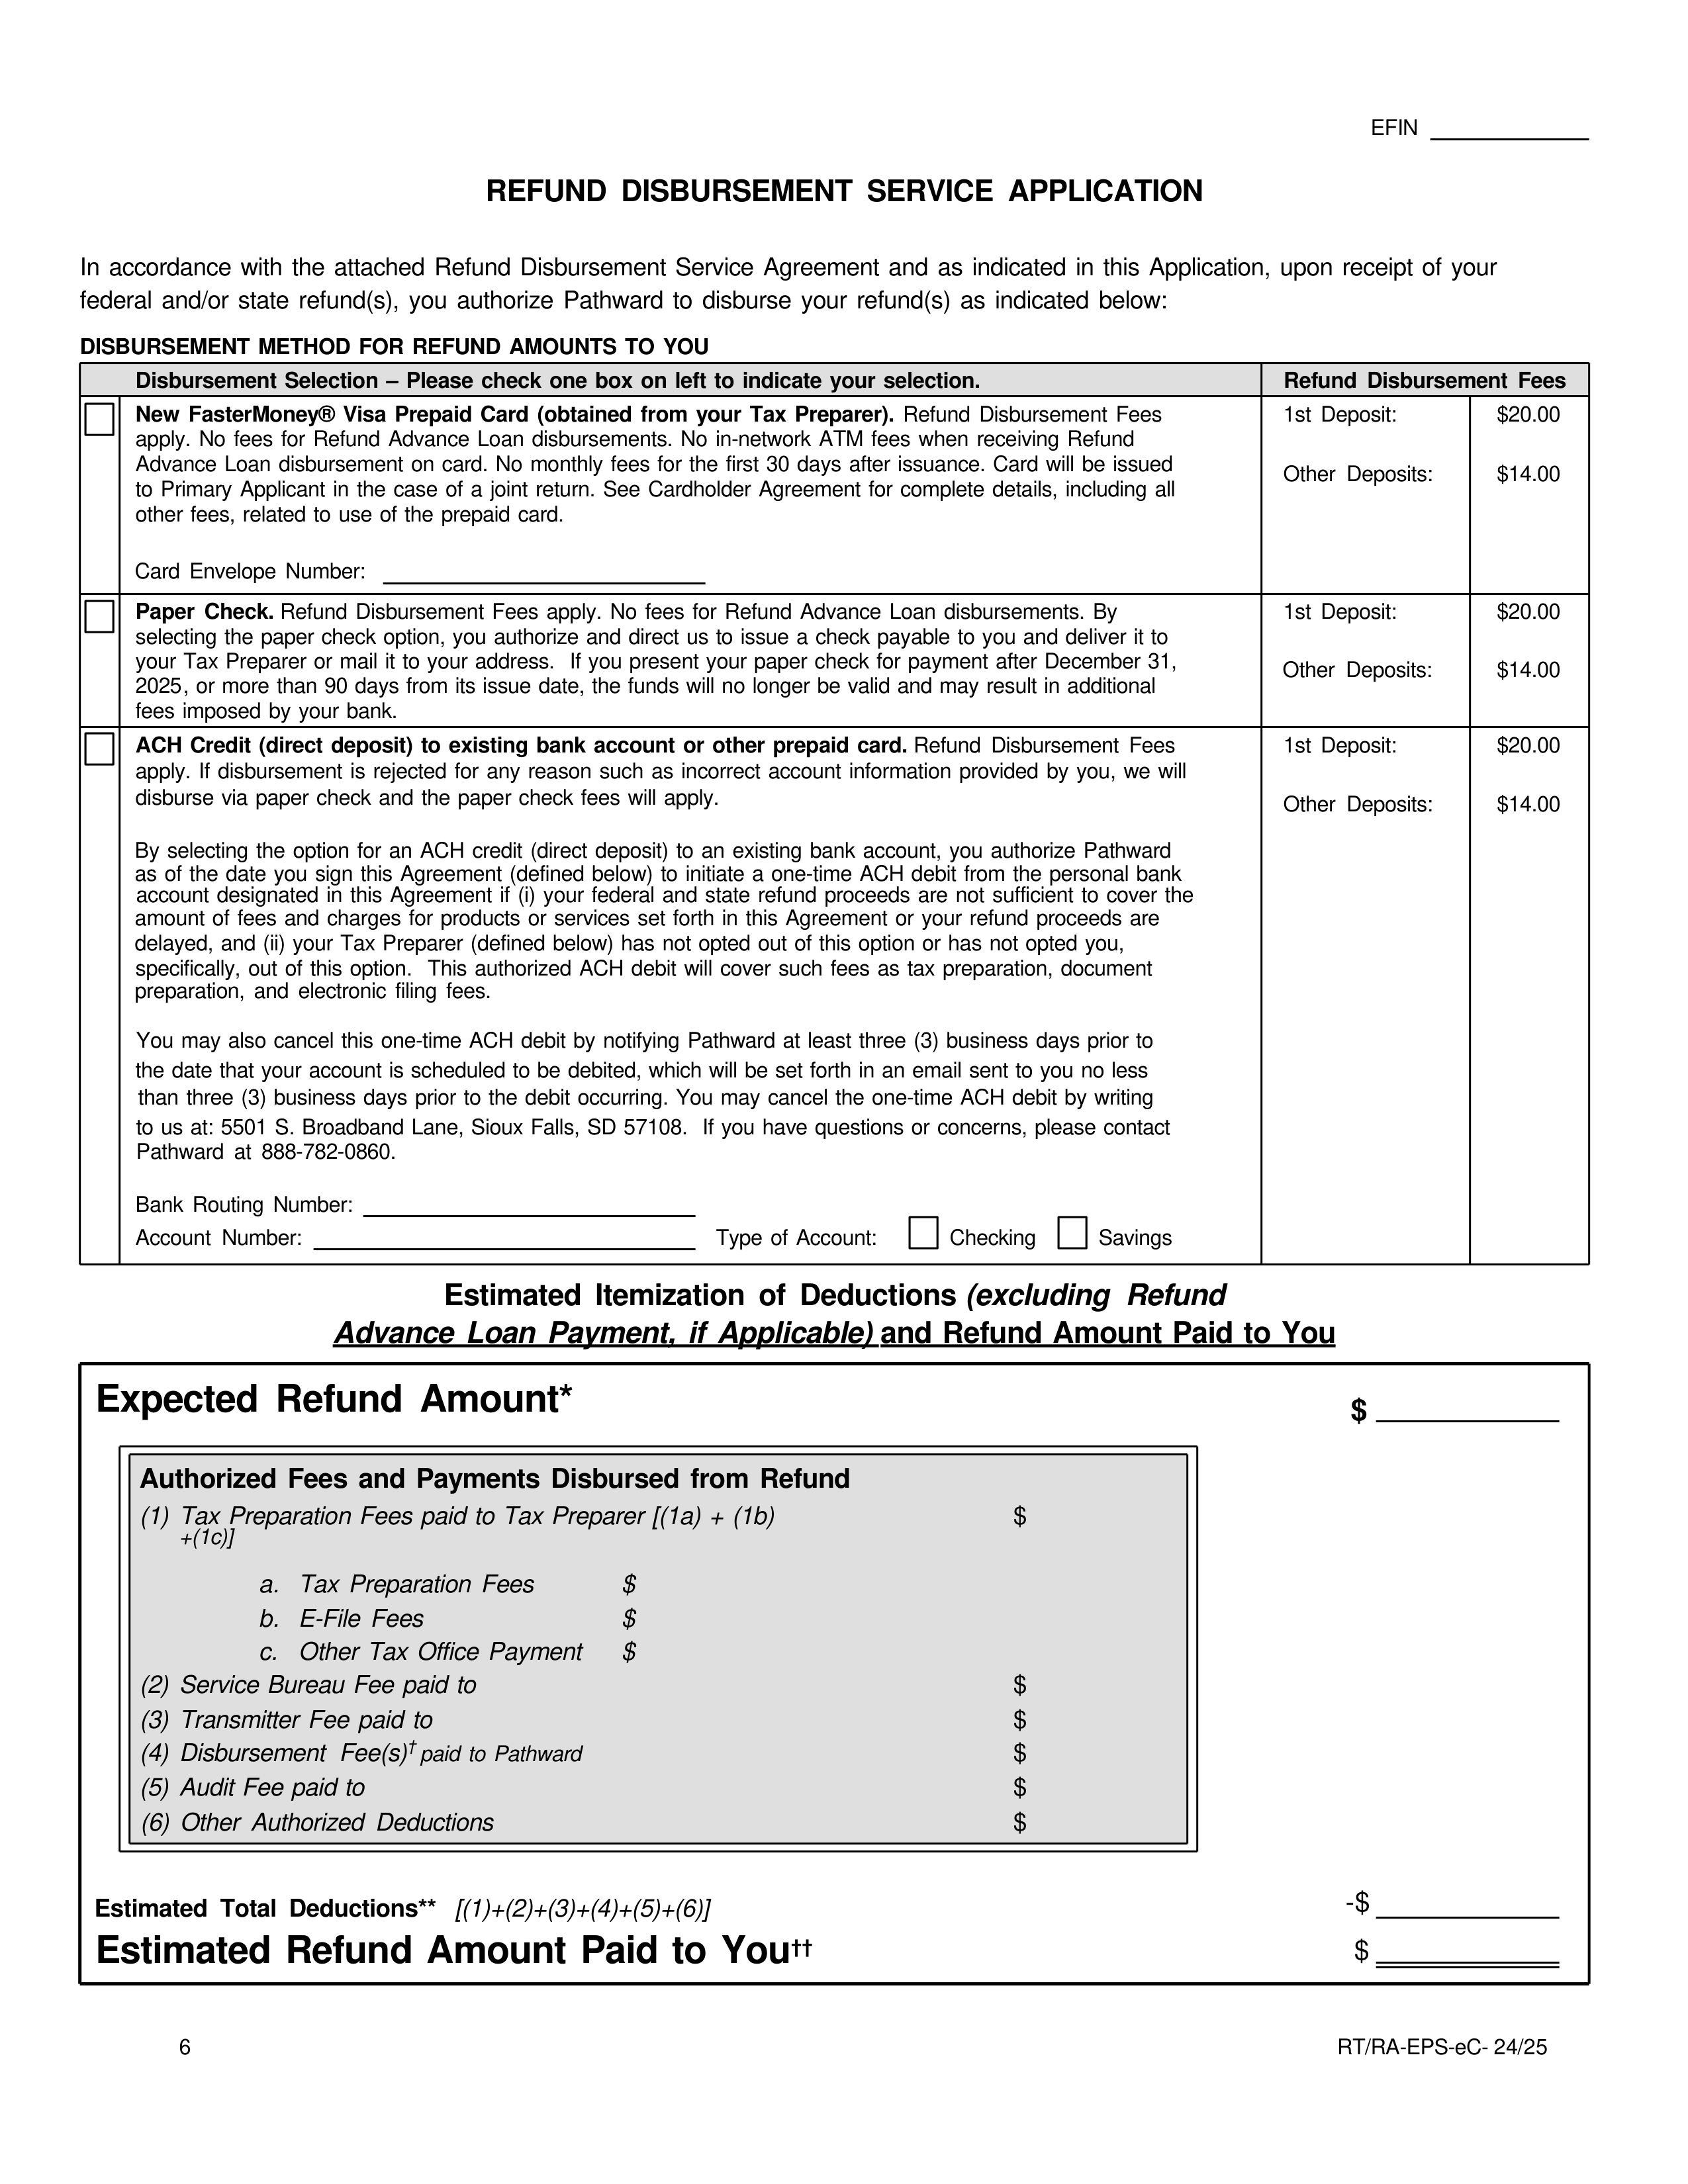 EFIN
REFUND DISBURSEMENT SERVICE APPLICATION
In accordance with the attached Refund Disbursement Service Agreement and as indicated in this Application, upon receipt of your
federal and/or state refund(s), you authorize Pathward to disburse your refund(s) as indicated below:
DISBURSEMENT METHOD FOR REFUND AMOUNTS TO YOU
Disbursement Selection – Please check one box on left to indicate your selection. Refund Disbursement Fees
New FasterMoney® Visa Prepaid Card (obtained from your Tax Preparer). Refund Disbursement Fees 1st Deposit: $20.00
apply. No fees for Refund Advance Loan disbursements. No in-network ATM fees when receiving Refund
Advance Loan disbursement on card. No monthly fees for the first 30 days after issuance. Card will be issued Other Deposits: $14.00
to Primary Applicant in the case of a joint return. See Cardholder Agreement for complete details, including all
other fees, related to use of the prepaid card.
Card Envelope Number:
Paper Check. Refund Disbursement Fees apply. No fees for Refund Advance Loan disbursements. By 1st Deposit: $20.00
selecting the paper check option, you authorize and direct us to issue a check payable to you and deliver it to
your Tax Preparer or mail it to your address. If you present your paper check for payment after December 31, Other Deposits: $14.00
2025, or more than 90 days from its issue date, the funds will no longer be valid and may result in additional
fees imposed by your bank.
ACH Credit (direct deposit) to existing bank account or other prepaid card. Refund Disbursement Fees 1st Deposit: $20.00
apply. If disbursement is rejected for any reason such as incorrect account information provided by you, we will
disburse via paper check and the paper check fees will apply. Other Deposits: $14.00
By selecting the option for an ACH credit (direct deposit) to an existing bank account, you authorize Pathward
as of the date you sign this Agreement (defined below) to initiate a one-time ACH debit from the personal bank
account designated in this Agreement if (i) your federal and state refund proceeds are not sufficient to cover the
amount of fees and charges for products or services set forth in this Agreement or your refund proceeds are
delayed, and (ii) your Tax Preparer (defined below) has not opted out of this option or has not opted you,
specifically, out of this option. This authorized ACH debit will cover such fees as tax preparation, document
preparation, and electronic filing fees.
You may also cancel this one-time ACH debit by notifying Pathward at least three (3) business days prior to
the date that your account is scheduled to be debited, which will be set forth in an email sent to you no less
than three (3) business days prior to the debit occurring. You may cancel the one-time ACH debit by writing
to us at: 5501 S. Broadband Lane, Sioux Falls, SD 57108. If you have questions or concerns, please contact
Pathward at 888-782-0860.
Bank Routing Number:
Account Number: Type of Account: Checking Savings
Estimated Itemization of Deductions (excluding Refund
Advance Loan Payment, if Applicable) and Refund Amount Paid to You
Expected Refund Amount* $
Authorized Fees and Payments Disbursed from Refund
(1) Tax Preparation Fees paid to Tax Preparer [(1a) + (1b) $
+(1c)]
a. Tax Preparation Fees $
b. E-File Fees $
c. Other Tax Office Payment $
(2) Service Bureau Fee paid to $
(3) Transmitter Fee paid to $
(4) Disbursement Fee(s)† paid to Pathward $
(5) Audit Fee paid to $
(6) Other Authorized Deductions $
Estimated Total Deductions** [(1)+(2)+(3)+(4)+(5)+(6)] -$
Estimated Refund Amount Paid to You†† $
6 RT/RA-EPS-eC- 24/25